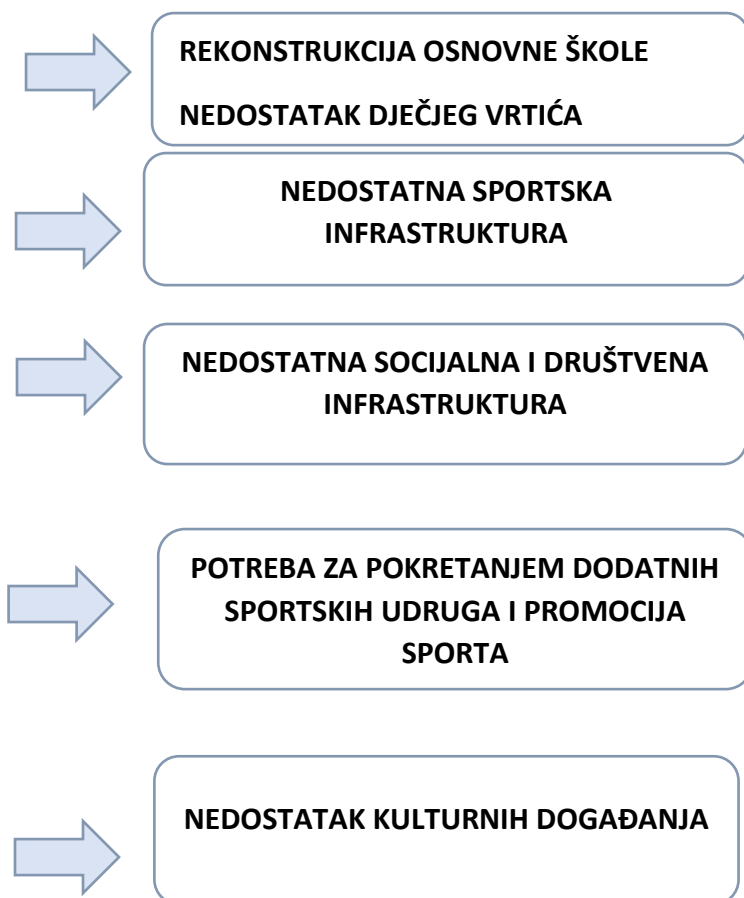 REKONSTRUKCIJA OSNOVNE ŠKOLE
NEDOSTATAK DJEČJEG VRTIĆA
NEDOSTATNA SPORTSKA
INFRASTRUKTURA
NEDOSTATNA SOCIJALNA I DRUŠTVENA
INFRASTRUKTURA
POTREBA ZA POKRETANJEM DODATNIH
SPORTSKIH UDRUGA I PROMOCIJA
SPORTA
NEDOSTATAK KULTURNIH DOGAĐANJA